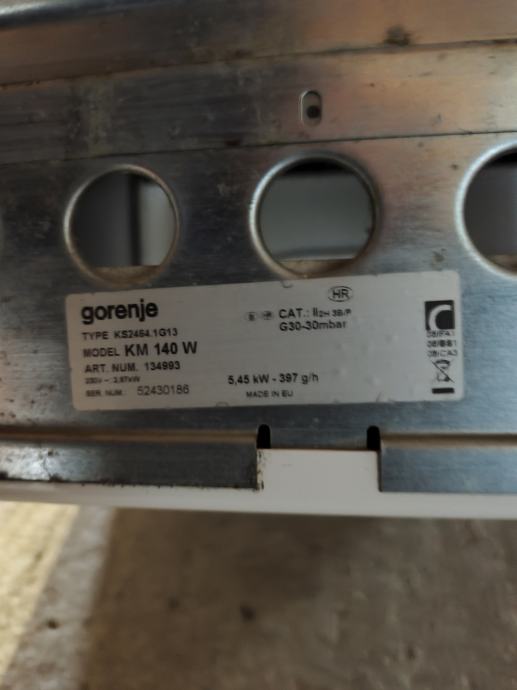 gorenje
TYPE KS2464.1G13
MODEL KM 140 W
ART. NUM. 134993
SER. NUM. 52430186
HR
CAT.: II2H 3B/P
G30-30mbar
5,45 kW - 397 g/h
MADE IN EU